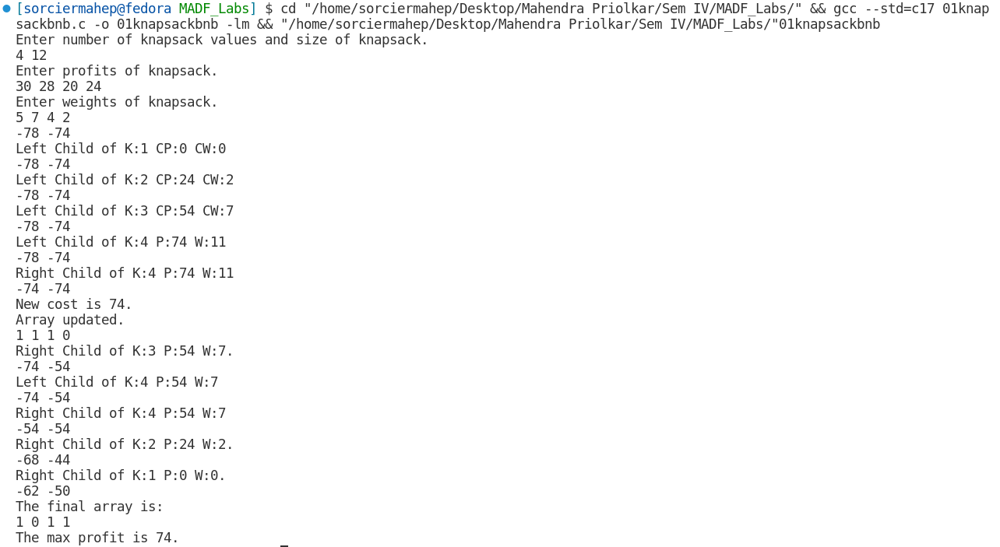 [sorciermahep@fedora MADF_Labs] $ cd "/home/sorciermahep/Desktop/Mahendra Priolkar/Sem IV/MADF_Labs/" && gcc --std=c17 01knap
sackbnb.c -o 01knapsackbnb -lm && "/home/sorciermahep/Desktop/Mahendra Priolkar/Sem IV/MADF_Labs/"01knapsackbnb
Enter number of knapsack values and size of knapsack.
4 12
Enter profits of knapsack.
30 28 20 24
Enter weights of knapsack.
5 7 4 2
-78 -74
Left Child of K:1 CP:0 CW:0
-78 -74
Left Child of K:2 CP:24 CW:2
-78 -74
Left Child of K:3 CP:54 CW:7
-78 -74
Left Child of K:4 P:74 W:11
-78 -74
Right Child of K:4 P:74 W:11
-74 -74
New cost is 74.
Array updated.
1 1 1 0
Right Child of K:3 P:54 W:7.
-74 -54
Left Child of K:4 P:54 W:7
-74 -54
Right Child of K:4 P:54 W:7
-54 -54
Right Child of K:2 P:24 W:2.
-68 -44
Right Child of K:1 P:0 W:0.
-62 -50
The final array is:
1 0 1 1
The max profit is 74.